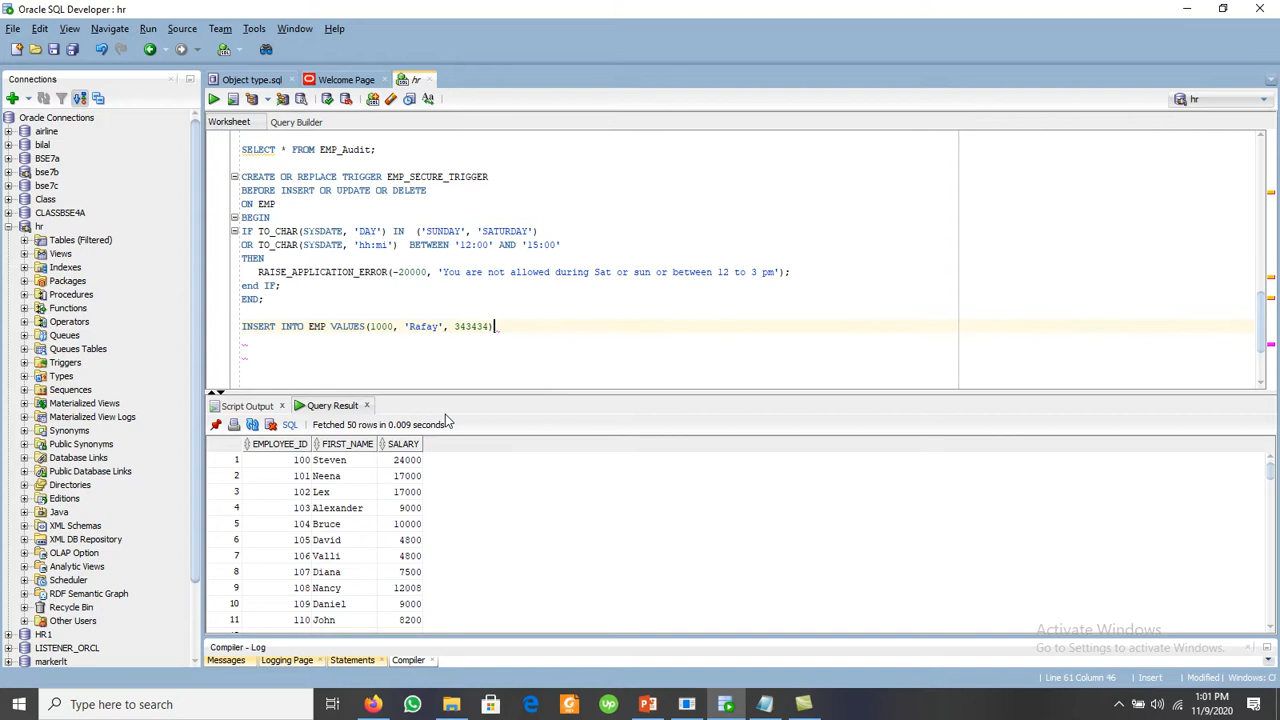 Oracle SQL Developer : hr
File Edit View Navigate Run Source Team Tools Window Help
Connections
Object type.sql Welcome Page hr
hr
Worksheet Query Builder
Oracle Connections
airline
bilal
BSE7a
bse7b
bse7c
Class
CLASSBSE4A
hr
Tables (Filtered)
Views
Indexes
Packages
Procedures
Functions
Operators
Queues
Queues Tables
Triggers
Types
Sequences
Materialized Views
Materialized View Logs
Synonyms
Public Synonyms
Database Links
Public Database Links
Directories
Editions
Java
XML Schemas
XML DB Repository
OLAP Option
Analytic Views
Scheduler
RDF Semantic Graph
Recycle Bin
Other Users
HR1
LISTENER_ORCL
markerIt
SELECT * FROM EMP_Audit;
CREATE OR REPLACE TRIGGER EMP_SECURE_TRIGGER
BEFORE INSERT OR UPDATE OR DELETE
ON EMP
BEGIN
IF TO_CHAR(SYSDATE, 'DAY') IN ('SUNDAY', 'SATURDAY')
OR TO_CHAR(SYSDATE, 'hh:mi') BETWEEN '12:00' AND '15:00'
THEN
RAISE_APPLICATION_ERROR(-20000, 'You are not allowed during Sat or sun or between 12 to 3 pm');
end IF;
END;
INSERT INTO EMP VALUES(1000, 'Rafay', 343434)
Script Output Query Result
SQL Fetched 50 rows in 0.009 seconds
EMPLOYEE_ID FIRST_NAME SALARY
1 100 Steven 24000
2 101 Neena 17000
3 102 Lex 17000
4 103 Alexander 9000
5 104 Bruce 10000
6 105 David 4800
7 106 Valli 4800
8 107 Diana 7500
9 108 Nancy 12008
10 109 Daniel 9000
11 110 John 8200
Activate Windows
Go to Settings to activate Windows.
Compiler - Log
Messages Logging Page Statements Compiler
Line 61 Column 46 Insert Modified Windows: C
Type here to search
1:01 PM
11/9/2020